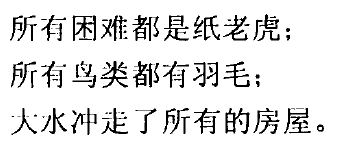 所有困难都是纸老虎；
所有鸟类都有羽毛；
大水冲走了所有的房屋。